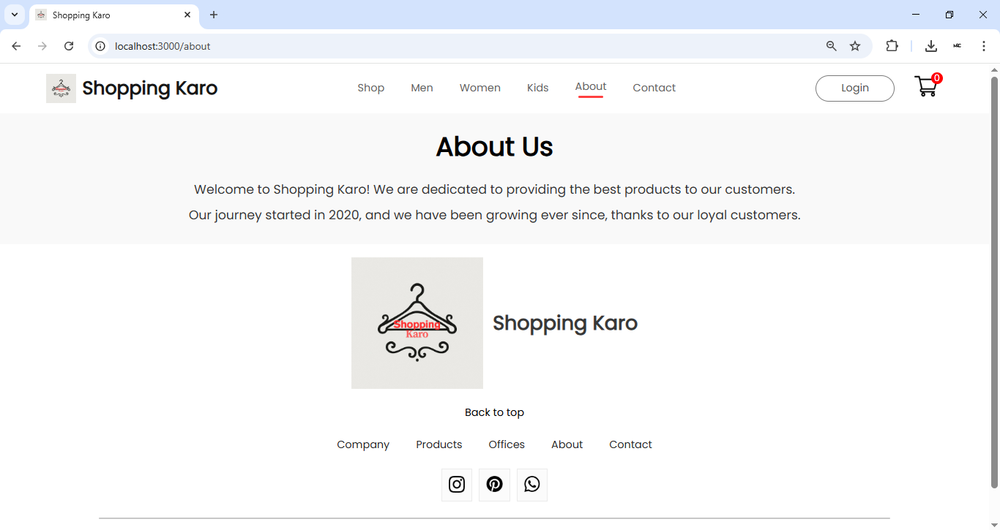 Shopping Karo
localhost:3000/about
Shopping Karo
Shop Men Women Kids About Contact
Login
0
About Us
Welcome to Shopping Karo! We are dedicated to providing the best products to our customers.
Our journey started in 2020, and we have been growing ever since, thanks to our loyal customers.
Shopping
Karo
Shopping Karo
Back to top
Company Products Offices About Contact